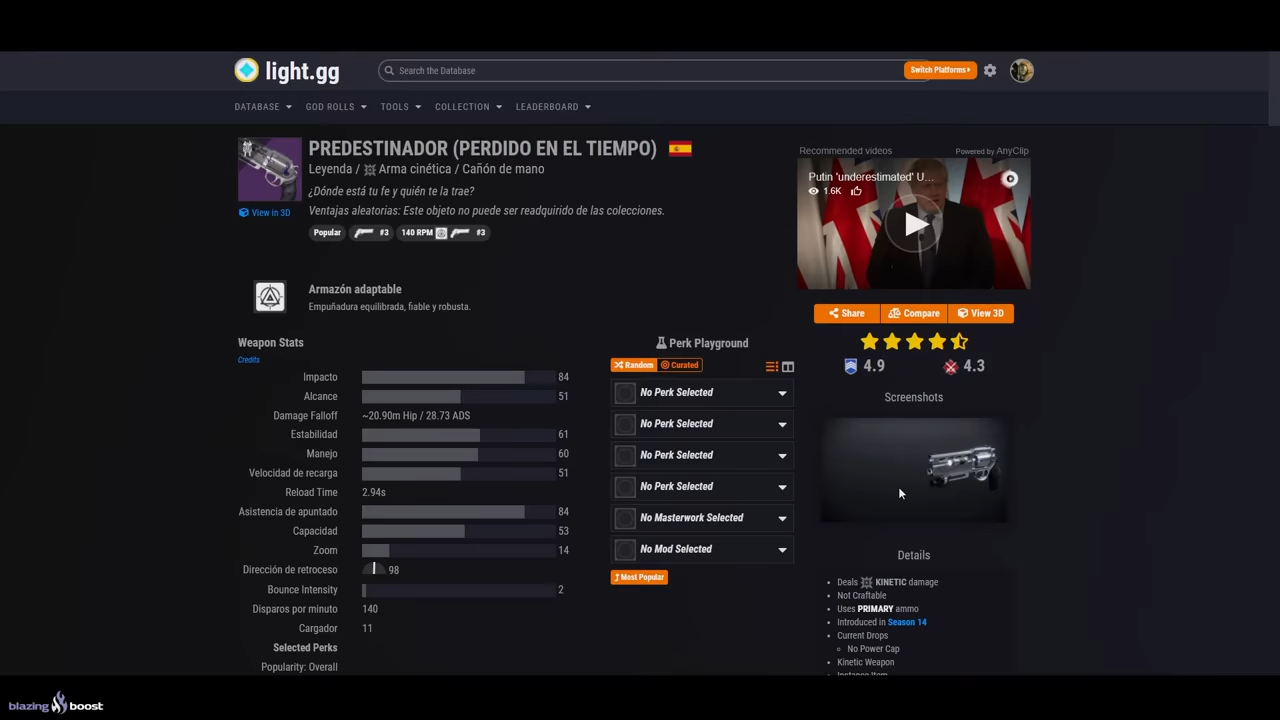 light.gg
Search the Database
Switch Platforms
DATABASE GOD ROLLS TOOLS COLLECTION LEADERBOARD
PREDESTINADOR (PERDIDO EN EL TIEMPO)
Leyenda / Arma cinética / Cañón de mano
¿Dónde está tu fe y quién te la trae?
Ventajas aleatorias: Este objeto no puede ser readquirido de las colecciones.
View in 3D
Popular #3 140 RPM #3
Armazón adaptable
Empuñadura equilibrada, fiable y robusta.
Weapon Stats
Credits
Impacto 84
Alcance 51
Damage Falloff ~20.90m Hip / 28.73 ADS
Estabilidad 61
Manejo 60
Velocidad de recarga 51
Reload Time 2.94s
Asistencia de apuntado 84
Capacidad 53
Zoom 14
Dirección de retroceso 98
Bounce Intensity 2
Disparos por minuto 140
Cargador 11
Selected Perks
Popularity: Overall
Perk Playground
Random Curated
No Perk Selected
No Perk Selected
No Perk Selected
No Perk Selected
No Masterwork Selected
No Mod Selected
Most Popular
Recommended videos Powered by AnyClip
Putin 'underestimated' U...
1.6K
Share Compare View 3D
4.9 4.3
Screenshots
Details
Deals KINETIC damage
Not Craftable
Uses PRIMARY ammo
Introduced in Season 14
Current Drops
No Power Cap
Kinetic Weapon
Instance Item
blazing boost